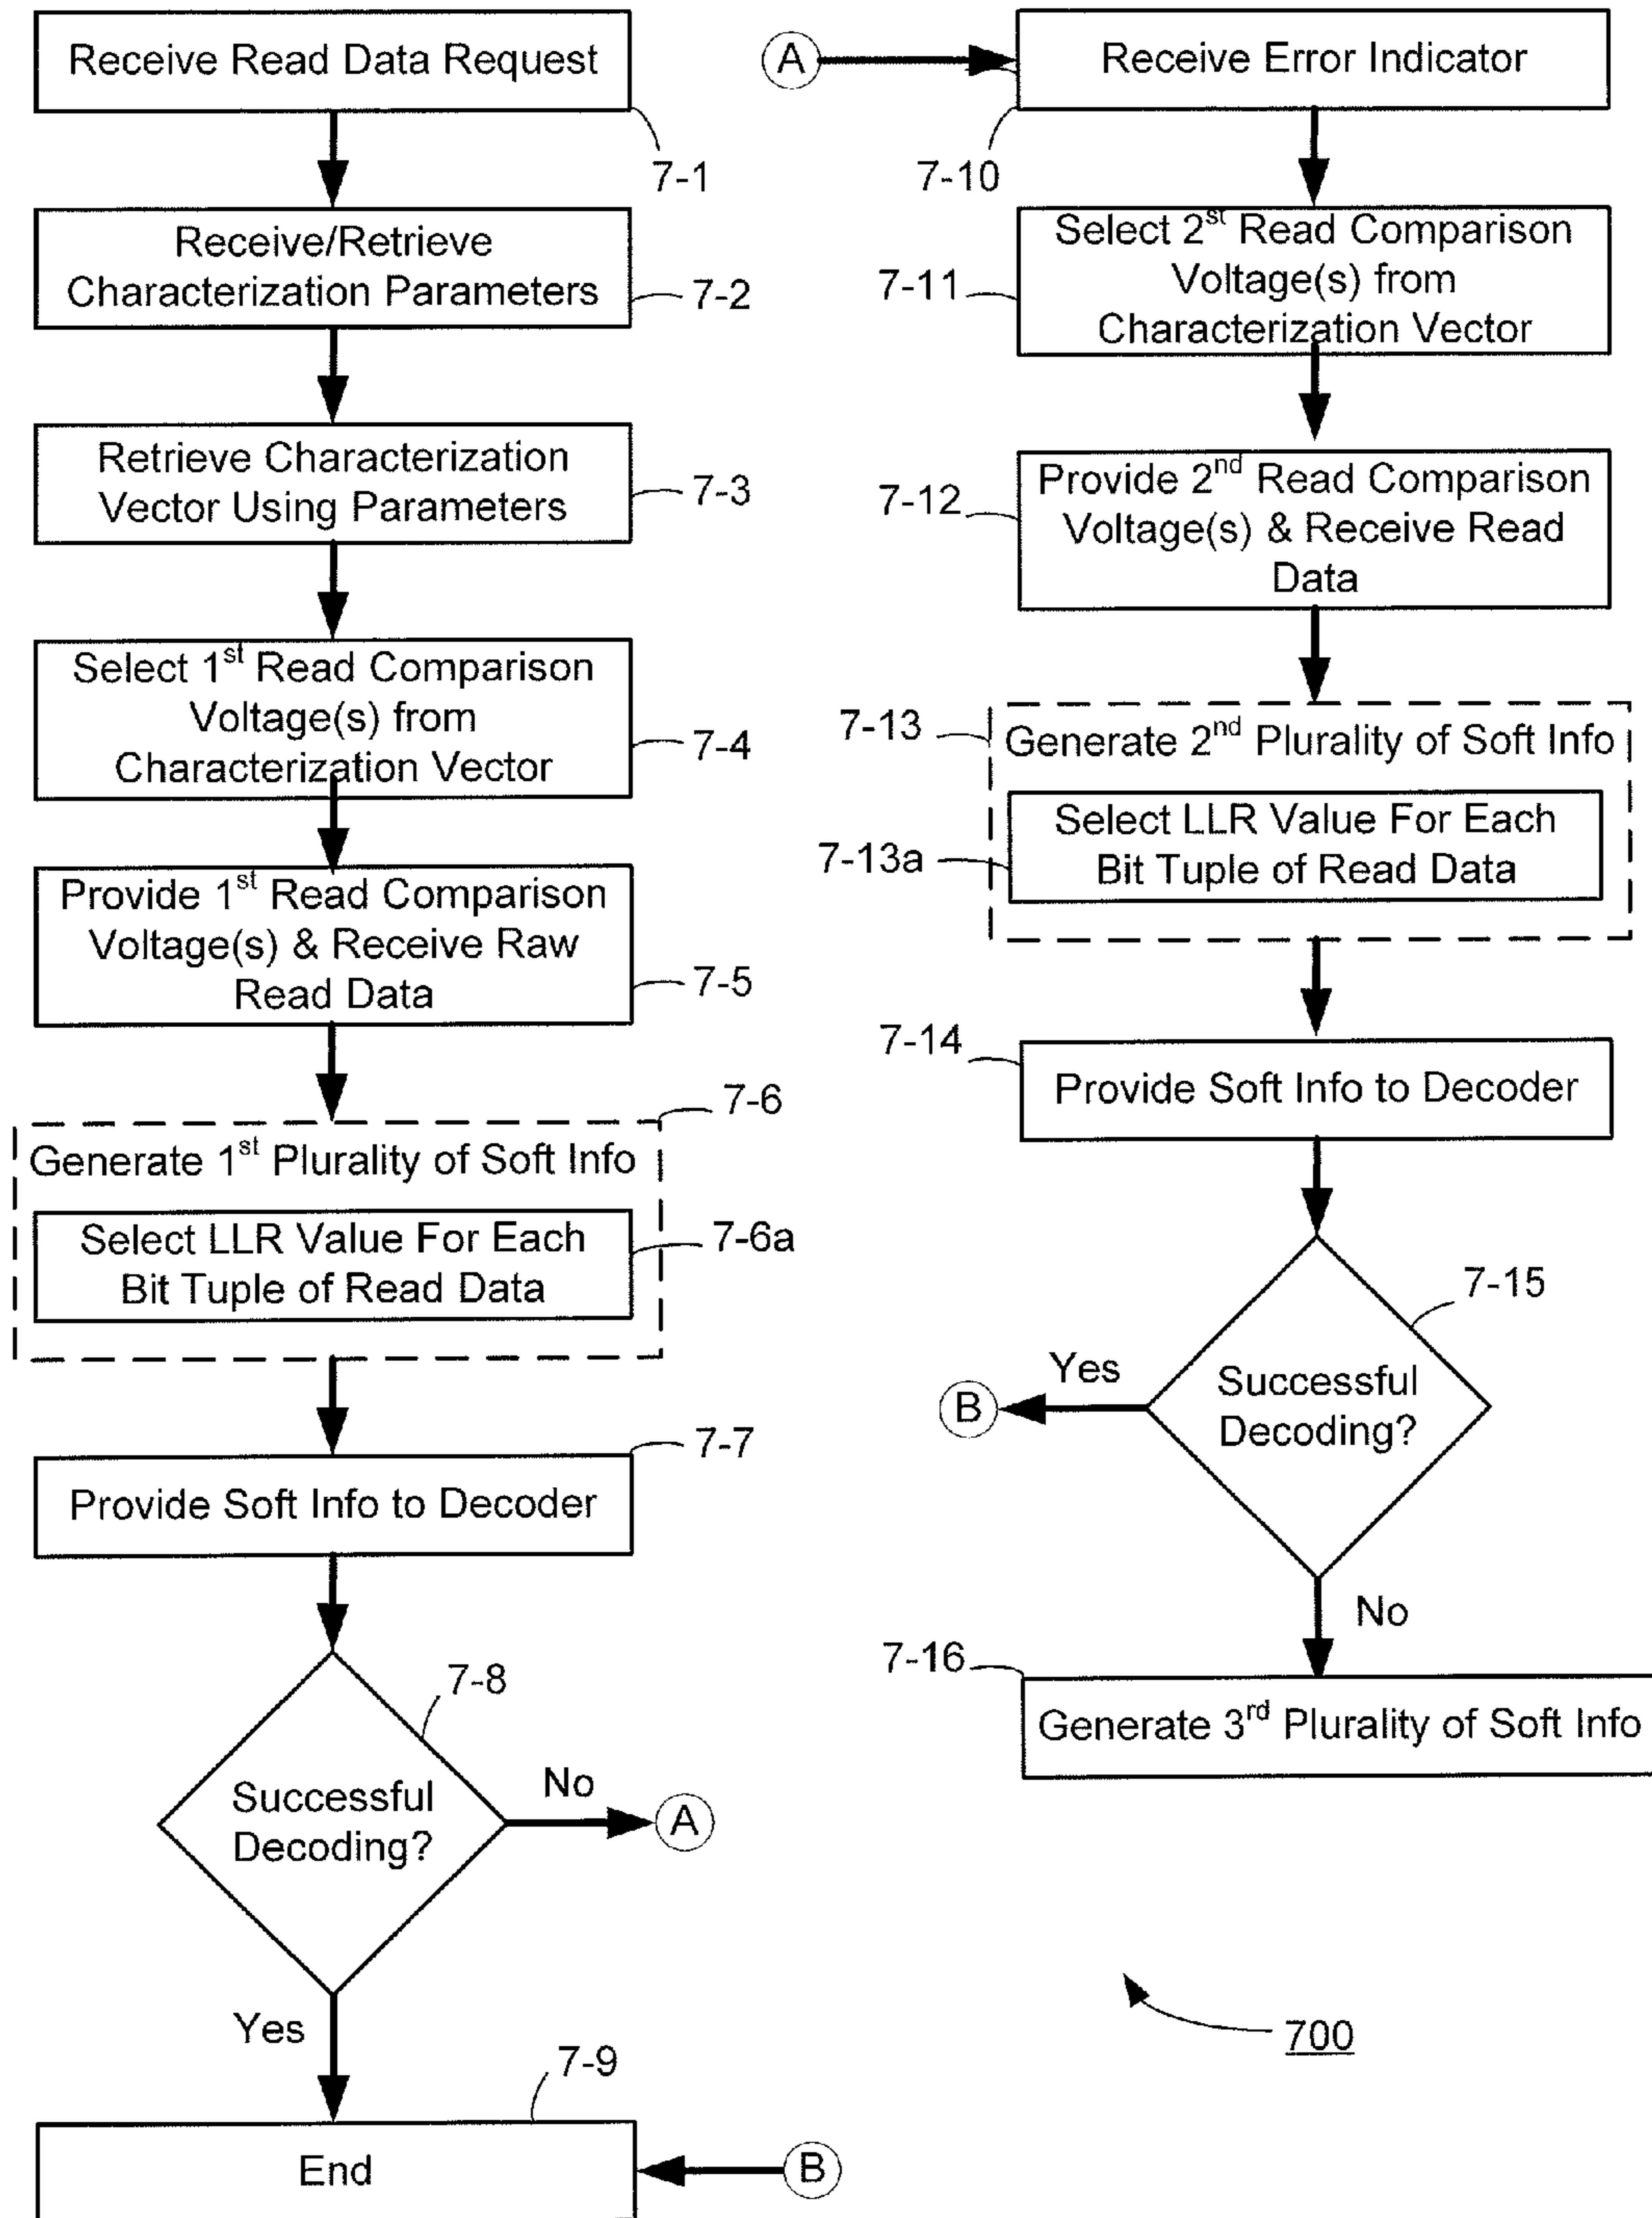 Receive Read Data Request
7-1
Receive/Retrieve
Characterization Parameters
7-2
Retrieve Characterization
Vector Using Parameters
7-3
Select 1st Read Comparison
Voltage(s) from
Characterization Vector
7-4
Provide 1st Read Comparison
Voltage(s) & Receive Raw
Read Data
7-5
7-6
Generate 1st Plurality of Soft Info
Select LLR Value For Each
Bit Tuple of Read Data
7-6a
7-7
Provide Soft Info to Decoder
7-8
Successful
Decoding?
No
A
Yes
7-9
End
B
A
Receive Error Indicator
7-10
Select 2st Read Comparison
Voltage(s) from
Characterization Vector
7-11
Provide 2nd Read Comparison
Voltage(s) & Receive Read
Data
7-12
7-13
Generate 2nd Plurality of Soft Info
Select LLR Value For Each
Bit Tuple of Read Data
7-13a
7-14
Provide Soft Info to Decoder
7-15
Successful
Decoding?
Yes
B
No
7-16
Generate 3rd Plurality of Soft Info
700